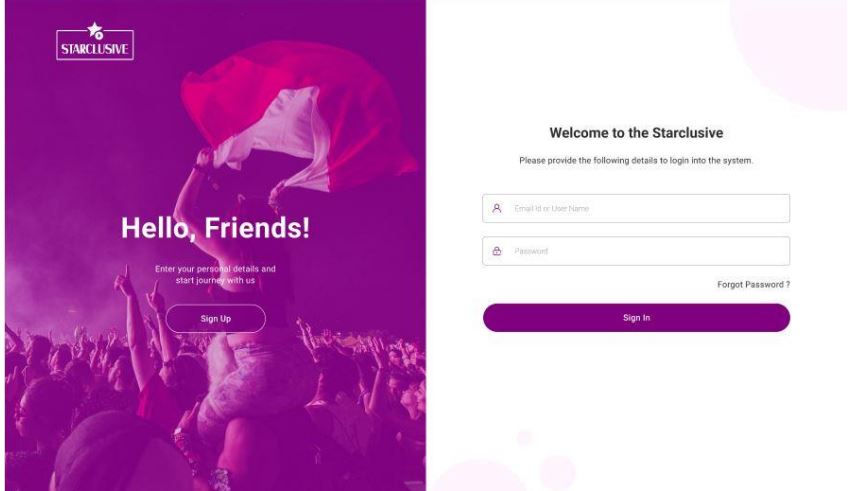 STARCLUSIVE
Hello, Friends!
Enter your personal details and
start journey with us
Sign Up
Welcome to the Starclusive
Please provide the following details to login into the system.
Email Id or User Name
Password
Forgot Password ?
Sign In